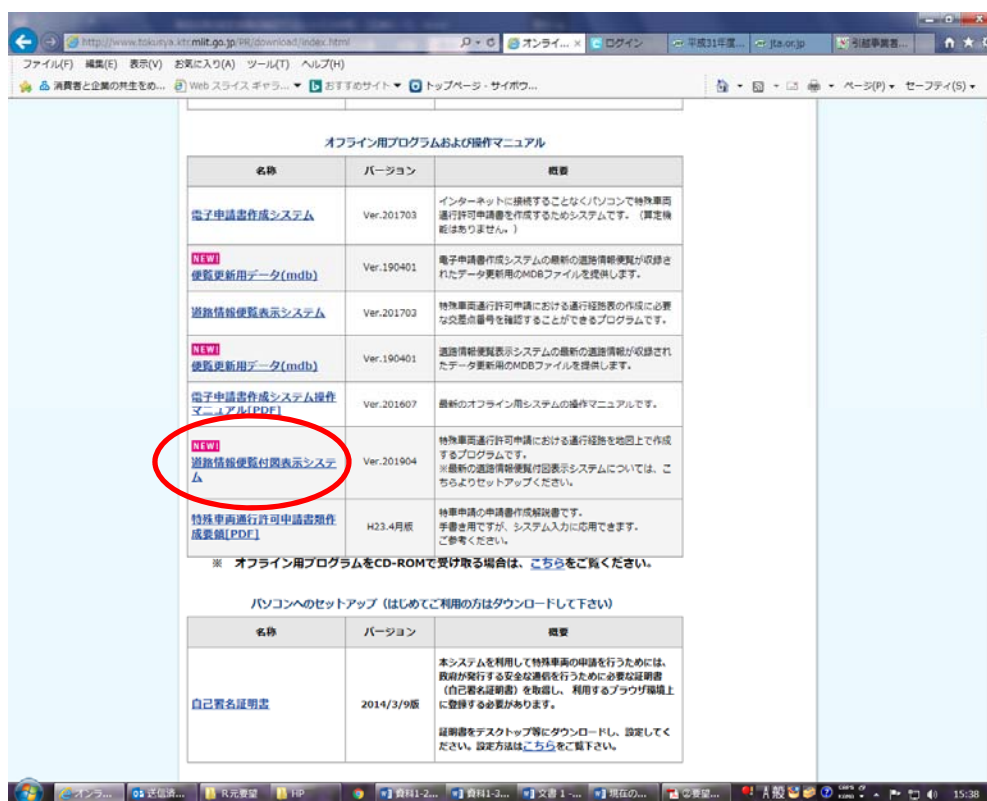 http://www.tokusya.ktr.mlit.go.jp/PR/download/index.html
オンライ...
ログイン
平成31年度...
jta.or.jp
引越事業者...
ファイル(F) 編集(E) 表示(V) お気に入り(A) ツール(T) ヘルプ(H)
消費者と企業の共生をめ...
Web スライス ギャラ...
おすすめサイト
トップページ - サイボウ...
ページ(P) セーフティ(S)
オフライン用プログラムおよび操作マニュアル
名称 バージョン 概要
電子申請書作成システム
Ver.201703
インターネットに接続することなくパソコンで特殊車両
通行許可申請書を作成するためシステムです。（算定機
能はありません。）
NEW!
便覧更新用データ(mdb)
Ver.190401
電子申請書作成システムの最新の道路情報便覧が収録さ
れたデータ更新用のMDBファイルを提供します。
道路情報便覧表示システム
Ver.201703
特殊車両通行許可申請における通行経路表の作成に必要
な交差点番号を確認することができるプログラムです。
NEW!
便覧更新用データ(mdb)
Ver.190401
道路情報便覧表示システムの最新の道路情報が収録され
たデータ更新用のMDBファイルを提供します。
電子申請書作成システム操作
マニュアル[PDF]
Ver.201607
最新のオフライン用システムの操作マニュアルです。
NEW!
道路情報便覧付図表示システ
ム
Ver.201904
特殊車両通行許可申請における通行経路を地図上で作成
するプログラムです。
※最新の道路情報便覧付図表示システムについては、こ
ちらよりセットアップください。
特殊車両通行許可申請書類作
成要領[PDF]
H23.4月版
特車申請の申請書作成解説書です。
手書き用ですが、システム入力に応用できます。
ご参考ください。
※ オフライン用プログラムをCD-ROMで受け取る場合は、こちらをご覧ください。
パソコンへのセットアップ（はじめてご利用の方はダウンロードして下さい）
名称 バージョン 概要
自己署名証明書
2014/3/9版
本システムを利用して特殊車両の申請を行うためには、
政府が発行する安全な通信を行うために必要な証明書
（自己署名証明書）を取得し、 利用するブラウザ環境上
に登録する必要があります。
証明書をデスクトップ等にダウンロードし、設定してく
ださい。設定方法はこちらをご覧下さい。
オンラ...
送信済...
R元要望
HP
資料1-2...
資料1-3...
文書 1 -...
現在の...
②要望...
A 般
15:38